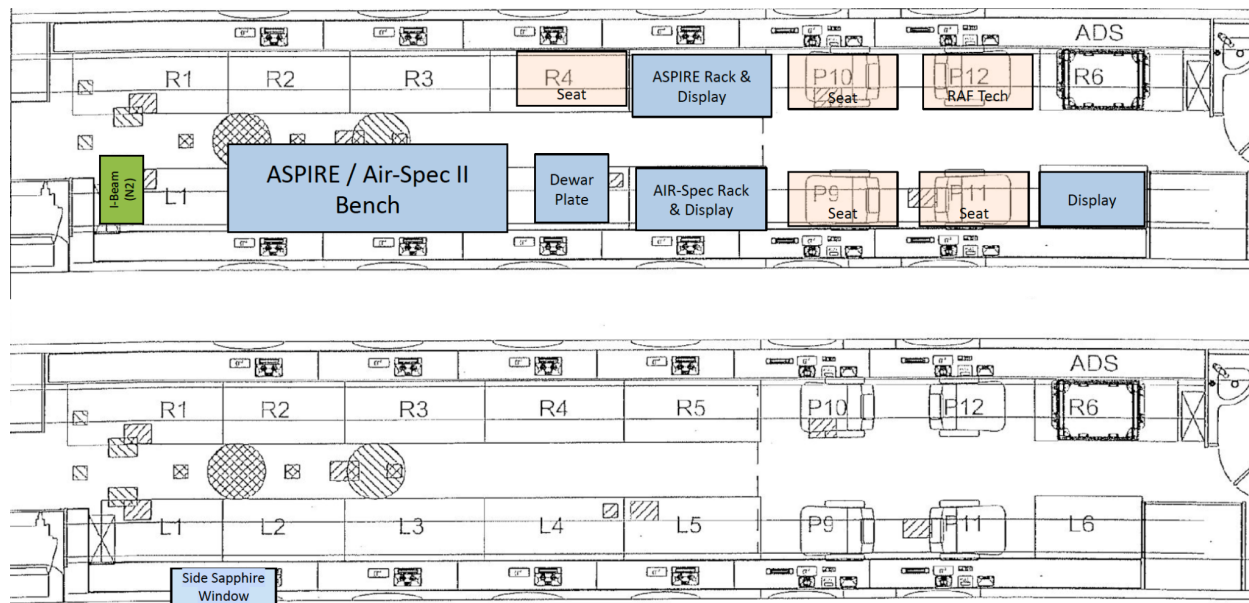 ADS
R1 R2 R3 R4 ASPIRE Rack & P10 P12 R6
Seat Display Seat RAF Tech
I-Beam
(N2)
L1
ASPIRE / Air-Spec II
Bench
Dewar
Plate
AIR-Spec Rack
& Display
P9
Seat
P11
Seat
Display
ADS
R1 R2 R3 R4 R5 P10 P12 R6
L1 L2 L3 L4 L5 P9 P11 L6
Side Sapphire
Window